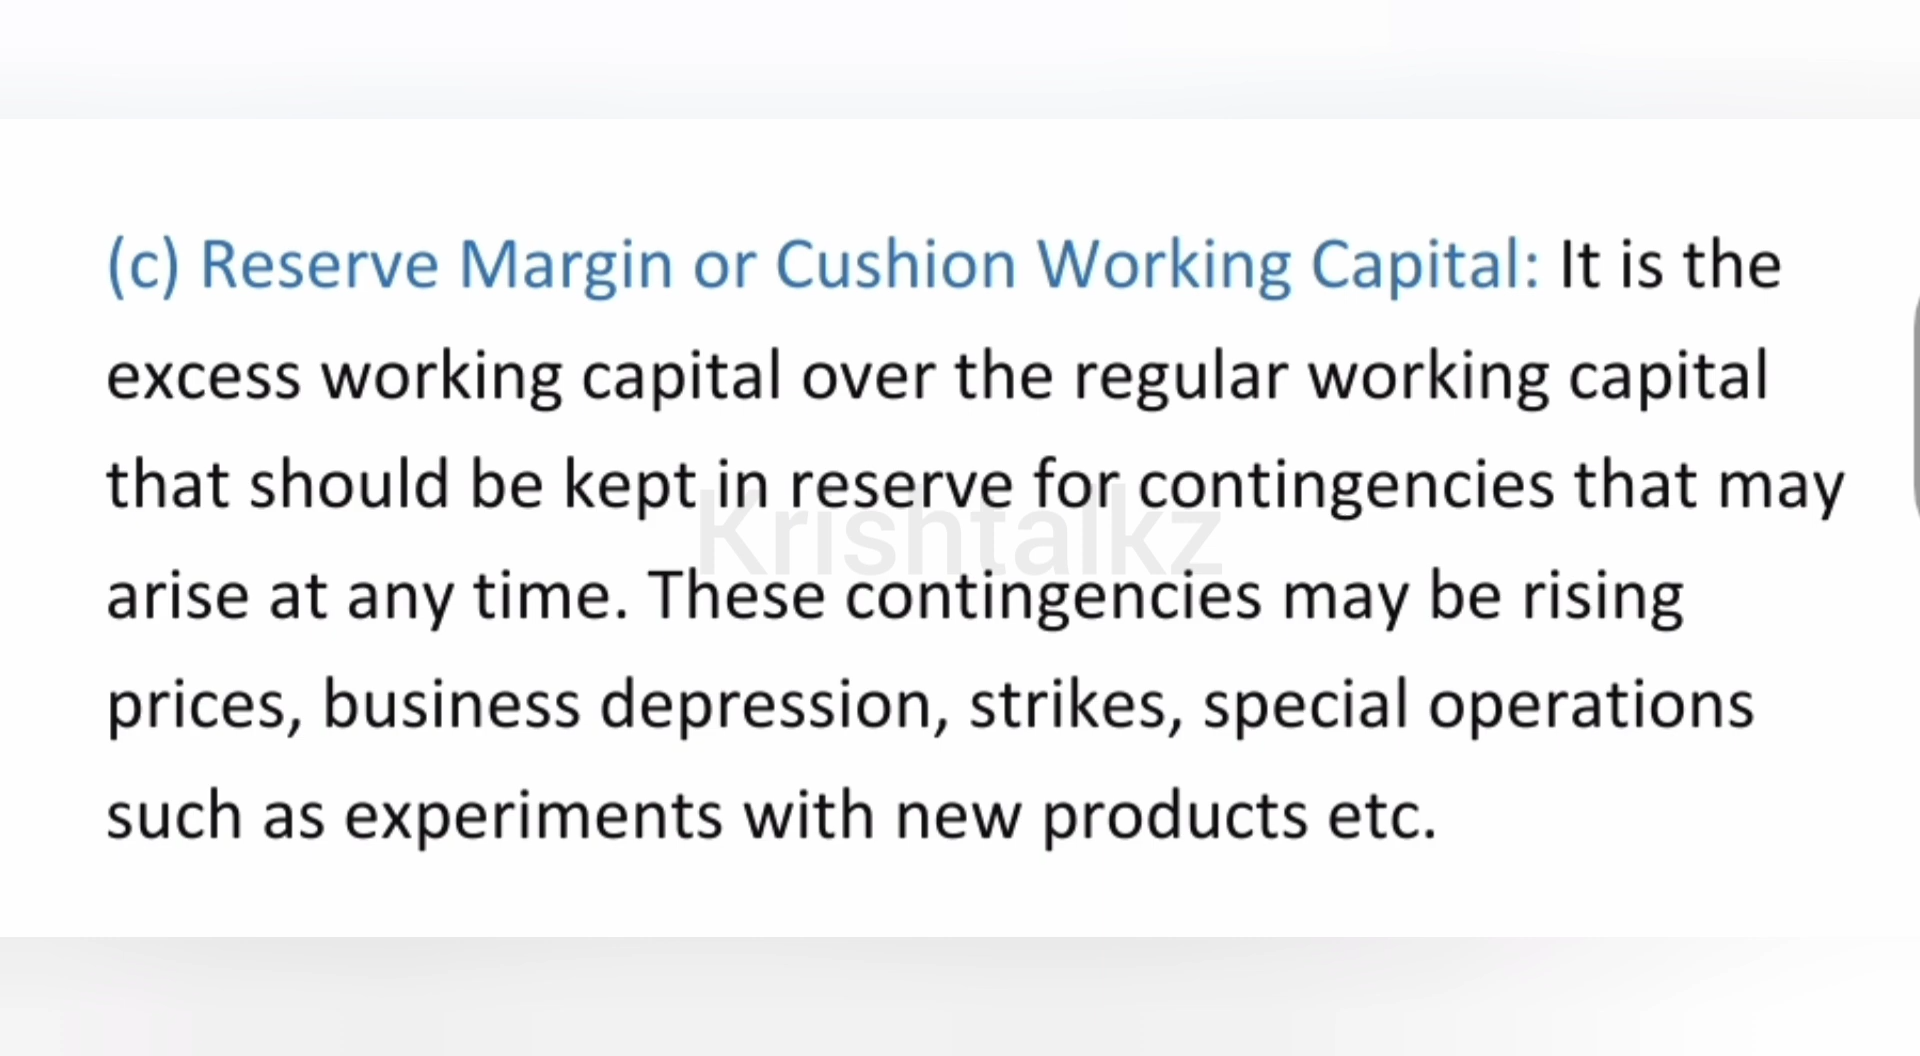 (c) Reserve Margin or Cushion Working Capital: It is the
excess working capital over the regular working capital
that should be kept in reserve for contingencies that may
Krishtalkz
arise at any time. These contingencies may be rising
prices, business depression, strikes, special operations
such as experiments with new products etc.